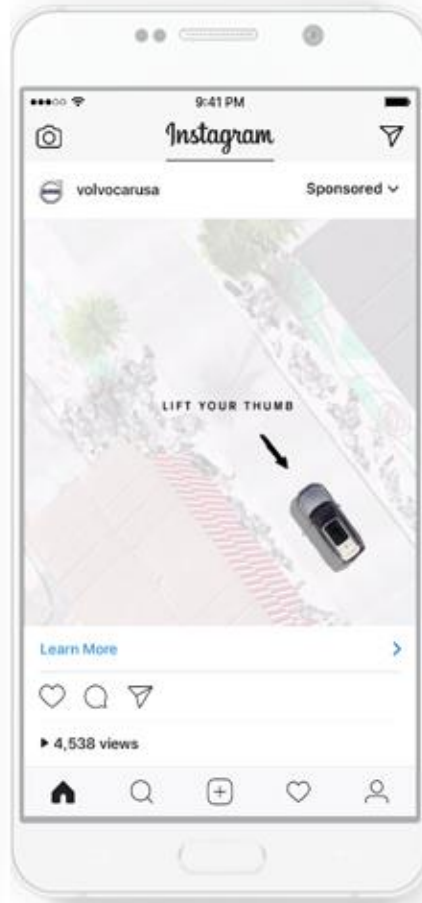 9:41 PM
Instagram
volvocarusa Sponsored
LIFT YOUR THUMB
Learn More
4,538 views